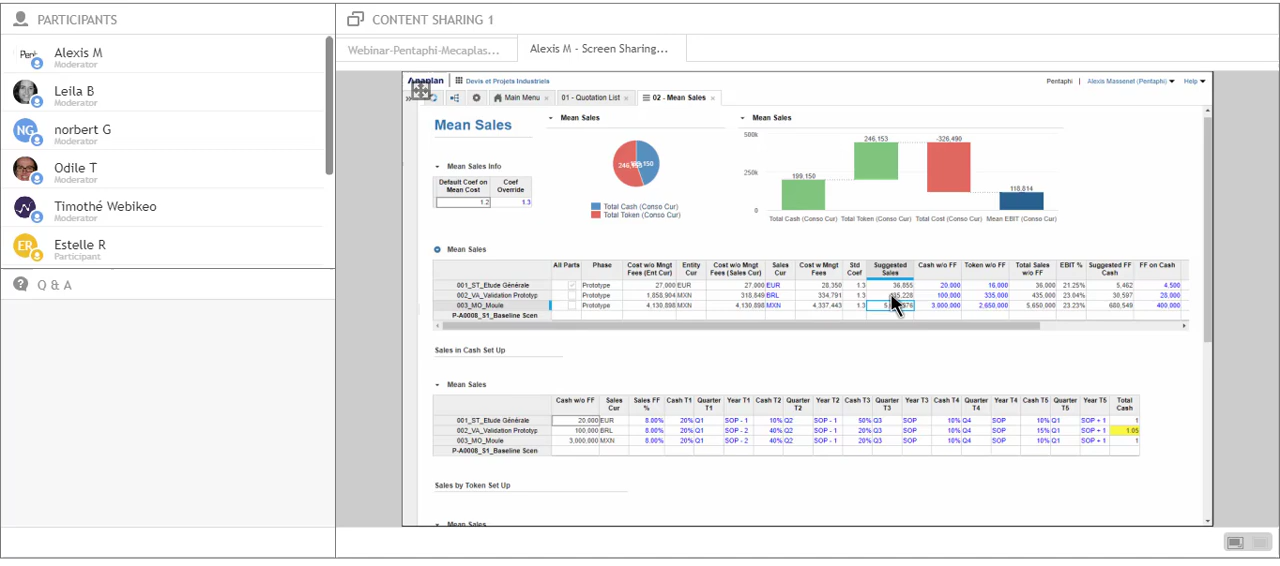 PARTICIPANTS
Alexis M
Moderator
Leila B
Moderator
NG norbert G
Moderator
Odile T
Moderator
Timothé Webikeo
Moderator
ER Estelle R
Participant
Q & A
CONTENT SHARING 1
Webinar-Pentaphi-Mecaplas... Alexis M - Screen Sharing...
Devis et Projets Industriels Pentaphi Alexis Massenet (Pentaphi) Help
Main Menu 01 - Quotation List 02 - Mean Sales
Mean Sales
Mean Sales Info
Default Coef on Mean Cost Coef Override
1.2 1.3
Mean Sales
Total Cash (Conso Cur)
Total Token (Conso Cur)
Mean Sales
500k
250k
0
199,150 246,153 -326,490 118,814
Total Cash (Conso Cur) Total Token (Conso Cur) Total Cost (Conso Cur) Mean EBIT (Conso Cur)
Mean Sales
All Parts Phase Cost w/o Mngt Fees (Ent Cur) Entity Cur Cost w/o Mngt Fees (Sales Cur) Sales Cur Cost w Mngt Fees Std Coef Suggested Sales Cash w/o FF Token w/o FF Total Sales w/o FF EBIT % Suggested FF Cash FF on Cash
001_ST_Etude Générale Prototype 27,000 EUR 27,000 EUR 28,350 1.3 36,855 20,000 16,000 36,000 21.25% 5,462 4,500
002_VA_Validation Prototyp Prototype 1,858,904 MXN 318,849 BRL 334,791 1.3 100,000 335,000 435,000 23.04% 30,597 28,000
003_MO_Moule Prototype 4,130,898 MXN 4,130,898 MXN 4,337,443 1.3 3,000,000 2,650,000 5,650,000 23.23% 680,549 400,000
P-A0008_S1_Baseline Scen
Sales in Cash Set Up
Mean Sales
Cash w/o FF Sales Cur Sales FF % Cash T1 Quarter T1 Year T1 Cash T2 Quarter T2 Year T2 Cash T3 Quarter T3 Year T3 Cash T4 Quarter T4 Year T4 Cash T5 Quarter T5 Year T5 Total Cash
001_ST_Etude Générale 20,000 EUR 8.00% 20% Q1 SOP - 1 10% Q2 SOP - 1 50% Q3 SOP - 1 10% Q4 SOP 10% Q1 SOP + 1 1
002_VA_Validation Prototyp 100,000 BRL 8.00% 20% Q1 SOP - 2 40% Q2 SOP - 1 20% Q3 SOP - 1 10% Q4 SOP 15% Q1 SOP + 1 1.05
003_MO_Moule 3,000,000 MXN 8.00% 20% Q1 SOP - 2 40% Q2 SOP - 1 20% Q3 SOP - 1 10% Q4 SOP 10% Q1 SOP + 1 1
P-A0008_S1_Baseline Scen
Sales by Token Set Up
Mean Sales